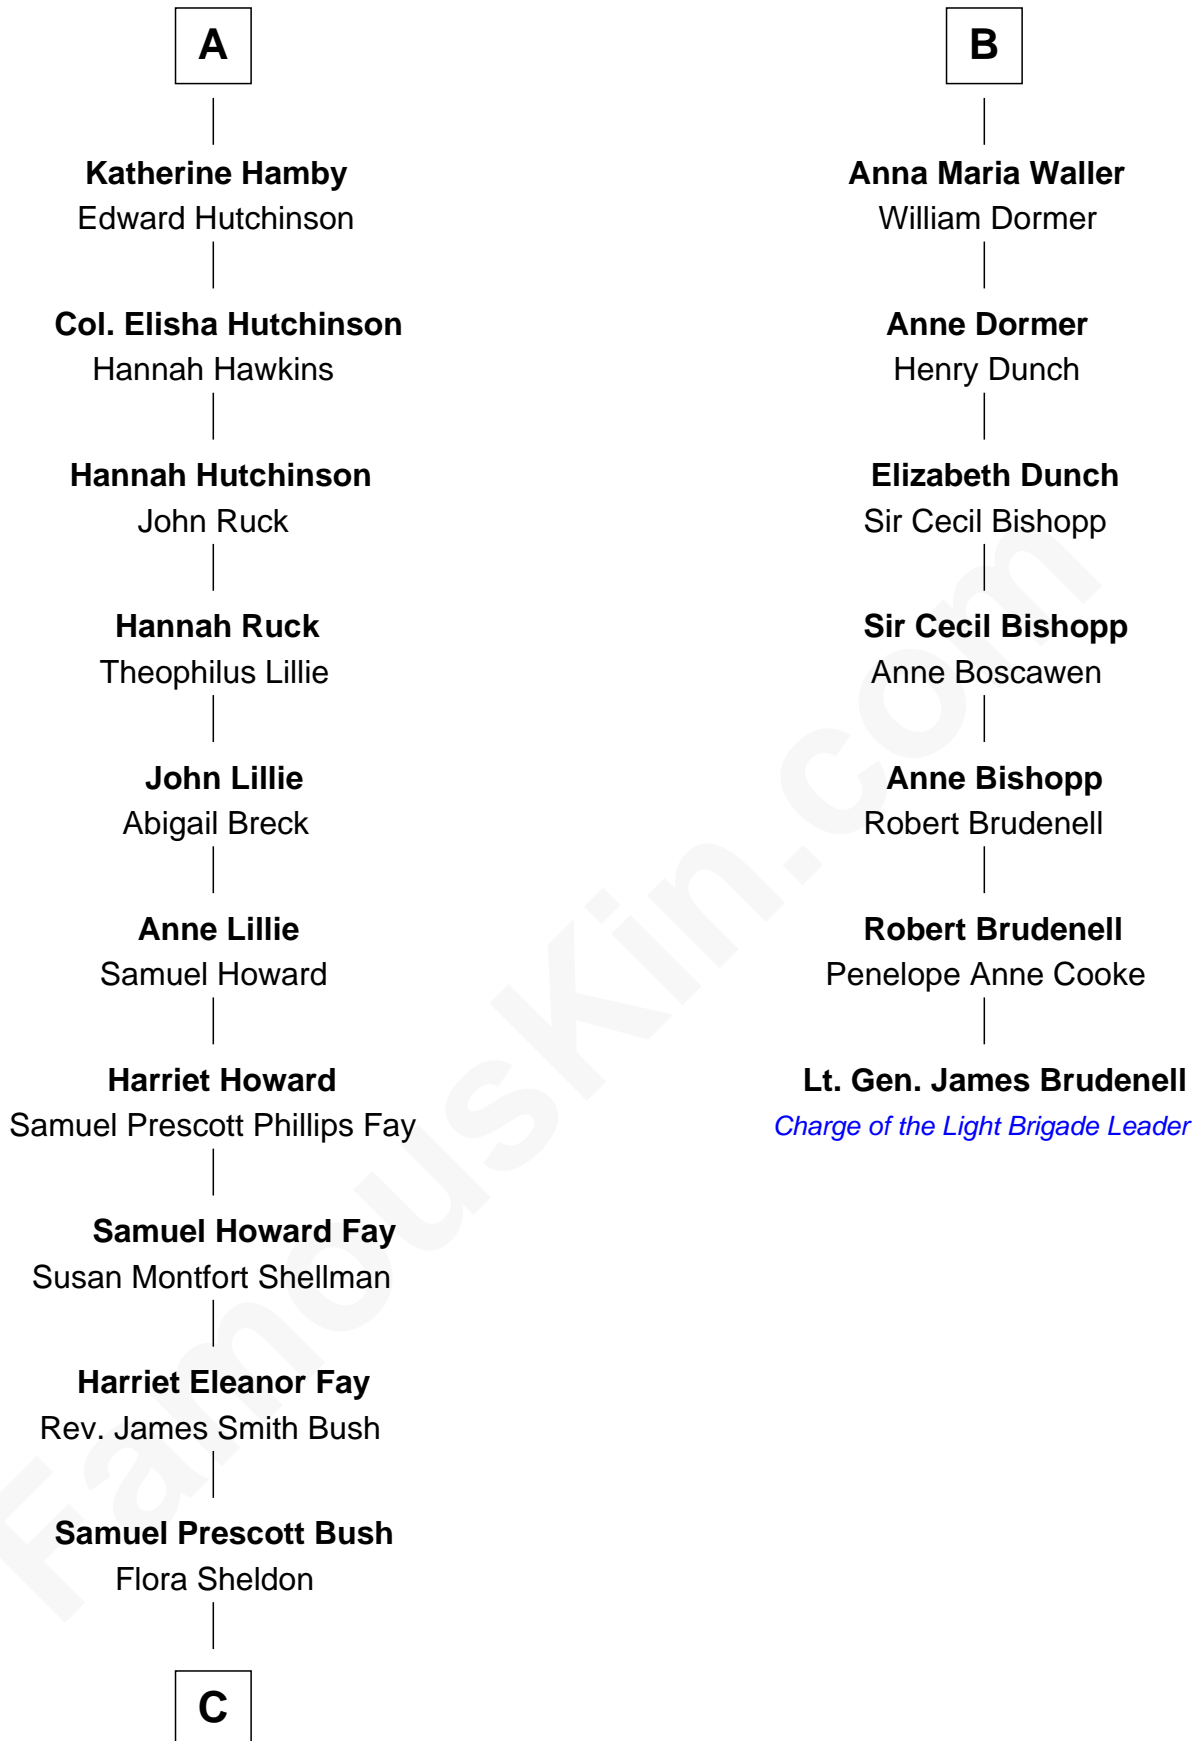 A
Katherine Hamby
Edward Hutchinson
Col. Elisha Hutchinson
Hannah Hawkins
Hannah Hutchinson
John Ruck
Hannah Ruck
Theophilus Lillie
John Lillie
Abigail Breck
Anne Lillie
Samuel Howard
Harriet Howard
Samuel Prescott Phillips Fay
Samuel Howard Fay
Susan Montfort Shellman
Harriet Eleanor Fay
Rev. James Smith Bush
Samuel Prescott Bush
Flora Sheldon
C
B
Anna Maria Waller
William Dormer
Anne Dormer
Henry Dunch
Elizabeth Dunch
Sir Cecil Bishopp
Sir Cecil Bishopp
Anne Boscawen
Anne Bishopp
Robert Brudenell
Robert Brudenell
Penelope Anne Cooke
Lt. Gen. James Brudenell
Charge of the Light Brigade Leader
FamousKin.com